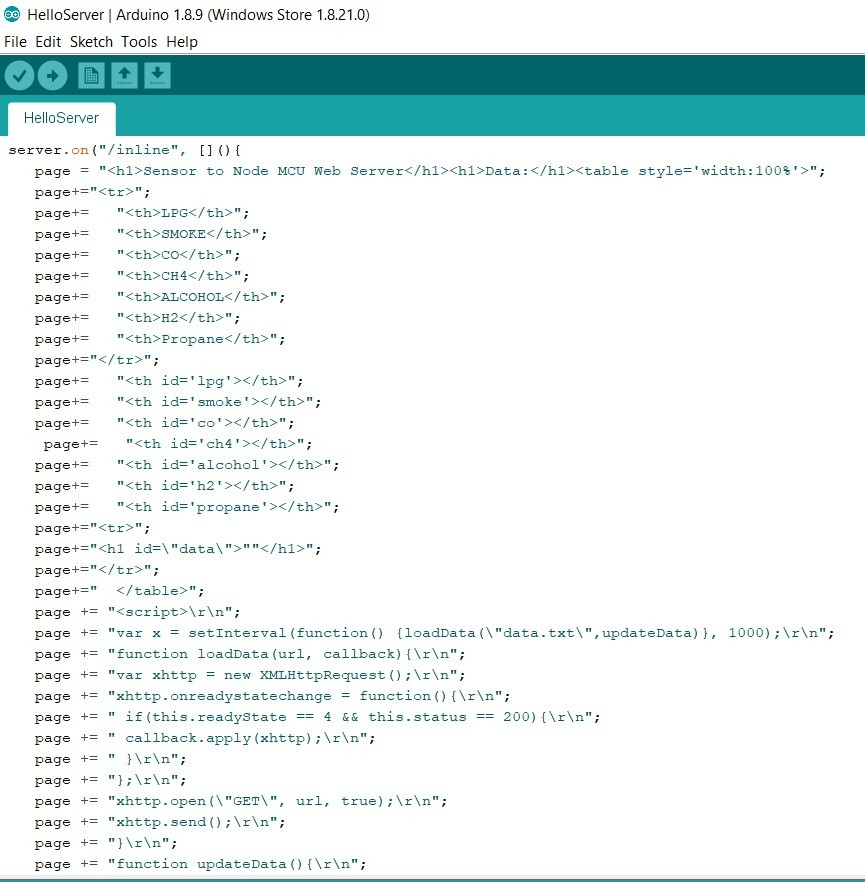 HelloServer | Arduino 1.8.9 (Windows Store 1.8.21.0)
File Edit Sketch Tools Help
HelloServer
server.on("/inline", [](){
   page = "<h1>Sensor to Node MCU Web Server</h1><h1>Data:</h1><table style='width:100%'>";
   page+="<tr>";
   page+=   "<th>LPG</th>";
   page+=   "<th>SMOKE</th>";
   page+=   "<th>CO</th>";
   page+=   "<th>CH4</th>";
   page+=   "<th>ALCOHOL</th>";
   page+=   "<th>H2</th>";
   page+=   "<th>Propane</th>";
   page+="</tr>";
   page+=   "<th id='lpg'></th>";
   page+=   "<th id='smoke'></th>";
   page+=   "<th id='co'></th>";
    page+=   "<th id='ch4'></th>";
   page+=   "<th id='alcohol'></th>";
   page+=   "<th id='h2'></th>";
   page+=   "<th id='propane'></th>";
   page+="<tr>";
   page+="<h1 id=\"data\">""</h1>";
   page+="</tr>";
   page+="  </table>";
   page += "<script>\r\n";
   page += "var x = setInterval(function() {loadData(\"data.txt\",updateData)}, 1000);\r\n";
   page += "function loadData(url, callback){\r\n";
   page += "var xhttp = new XMLHttpRequest();\r\n";
   page += "xhttp.onreadystatechange = function(){\r\n";
   page += " if(this.readyState == 4 && this.status == 200){\r\n";
   page += " callback.apply(xhttp);\r\n";
   page += " }\r\n";
   page += "};\r\n";
   page += "xhttp.open(\"GET\", url, true);\r\n";
   page += "xhttp.send();\r\n";
   page += "}\r\n";
   page += "function updateData(){\r\n";